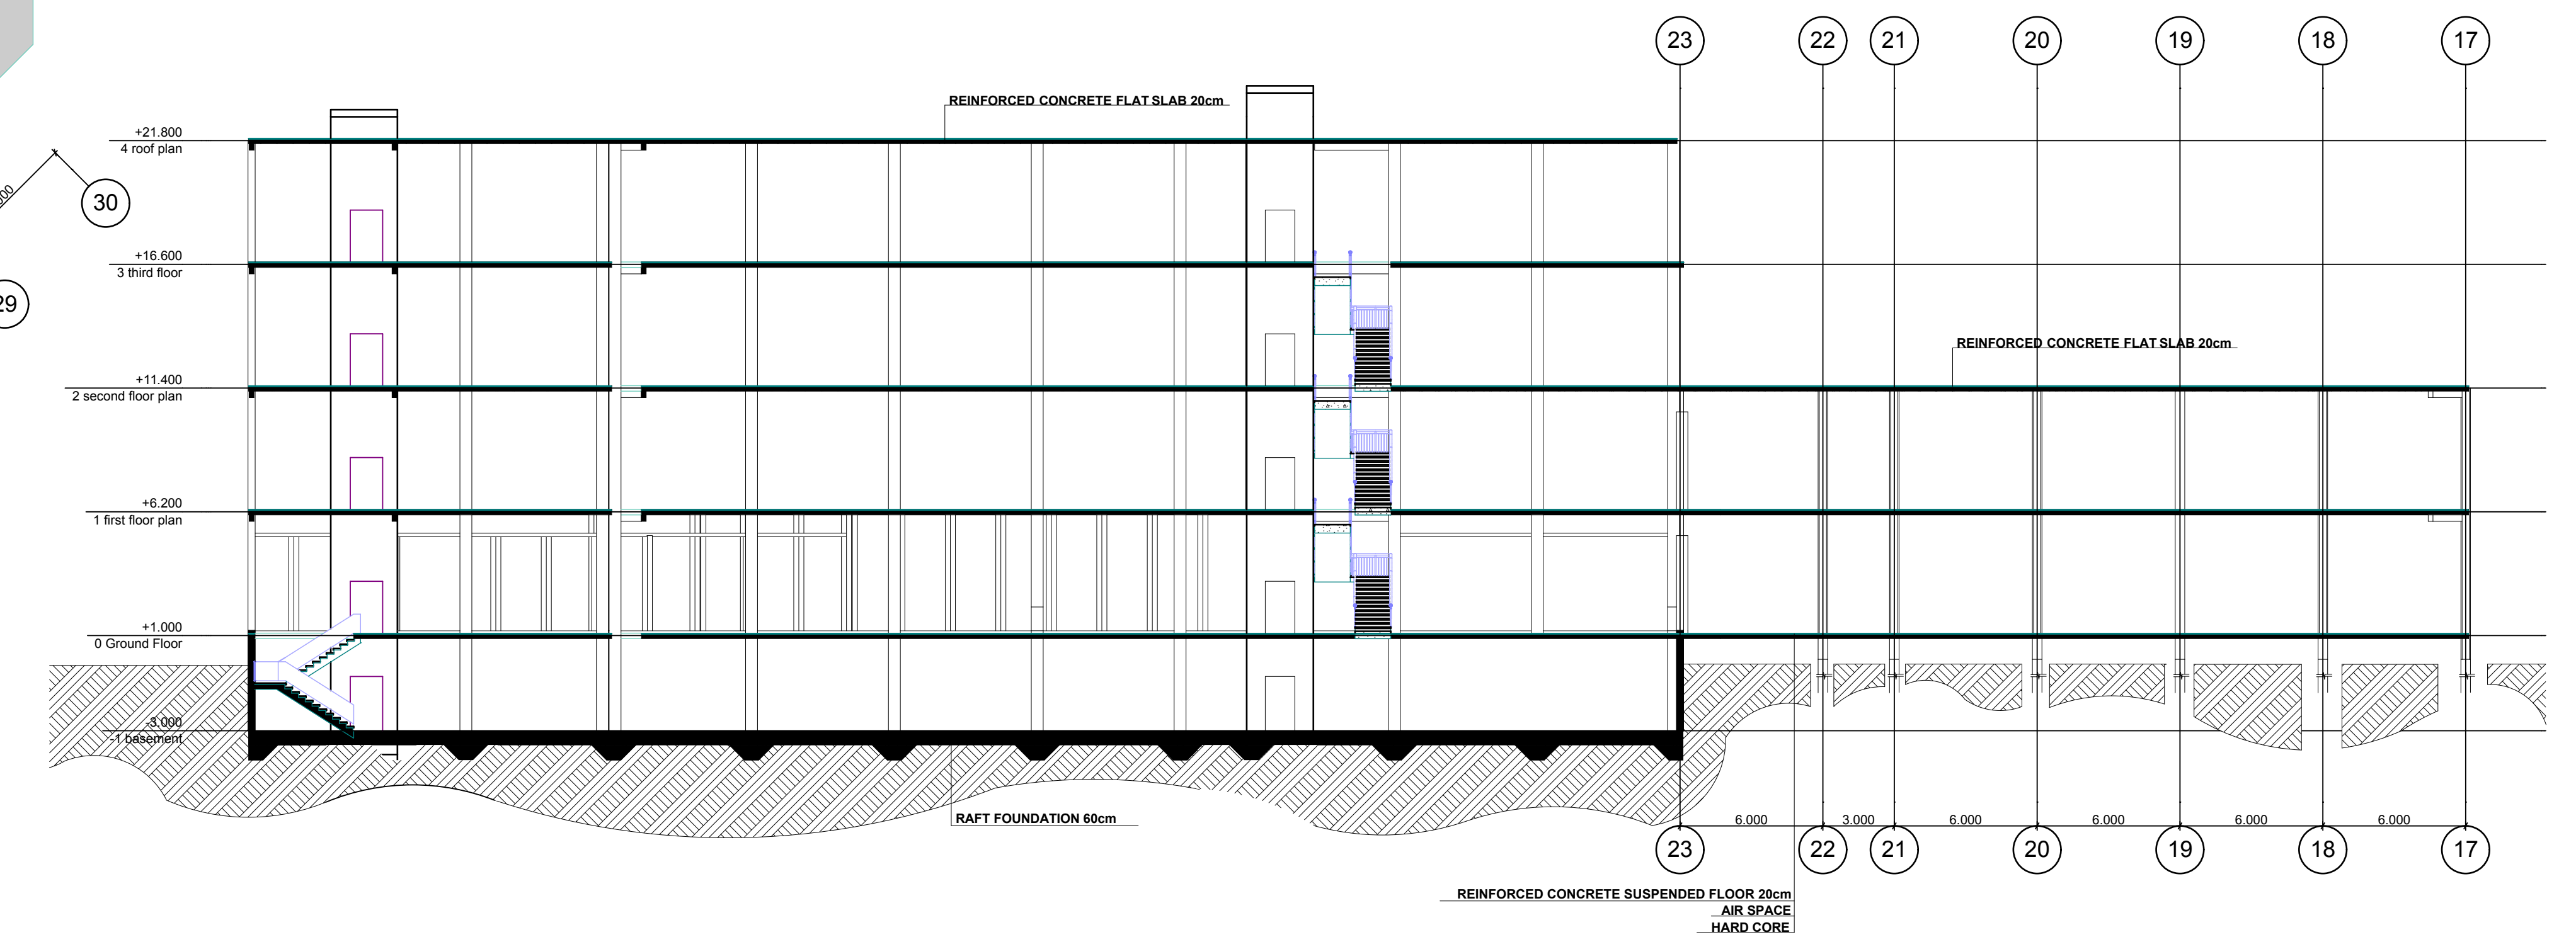 23
22
21
20
19
18
17
REINFORCED CONCRETE FLAT SLAB 20cm
+21.800
4 roof plan
30
+16.600
3 third floor
29
REINFORCED CONCRETE FLAT SLAB 20cm
+11.400
2 second floor plan
+6.200
1 first floor plan
+1.000
0 Ground Floor
-3.000
-1 basement
RAFT FOUNDATION 60cm
6.000
3.000
6.000
6.000
6.000
6.000
23
22
21
20
19
18
17
REINFORCED CONCRETE SUSPENDED FLOOR 20cm
AIR SPACE
HARD CORE